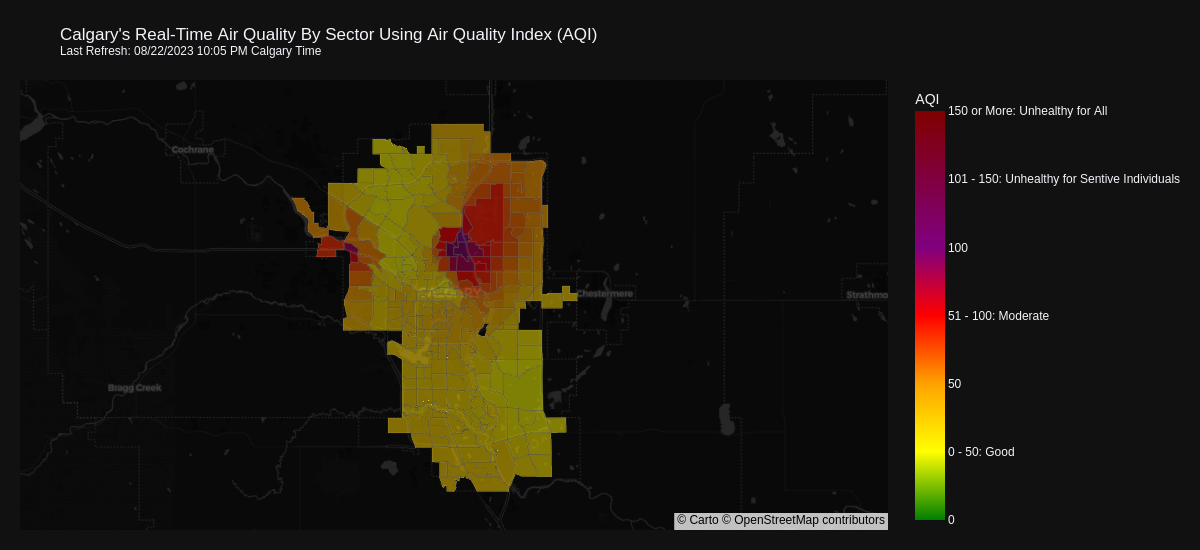 Calgary's Real-Time Air Quality By Sector Using Air Quality Index (AQI)
Last Refresh: 08/22/2023 10:05 PM Calgary Time
AQI
150 or More: Unhealthy for All
101 - 150: Unhealthy for Sentive Individuals
100
51 - 100: Moderate
50
0 - 50: Good
0
Cochrane
CALGARY
Chestermere
Strathmo
Bragg Creek
© Carto © OpenStreetMap contributors